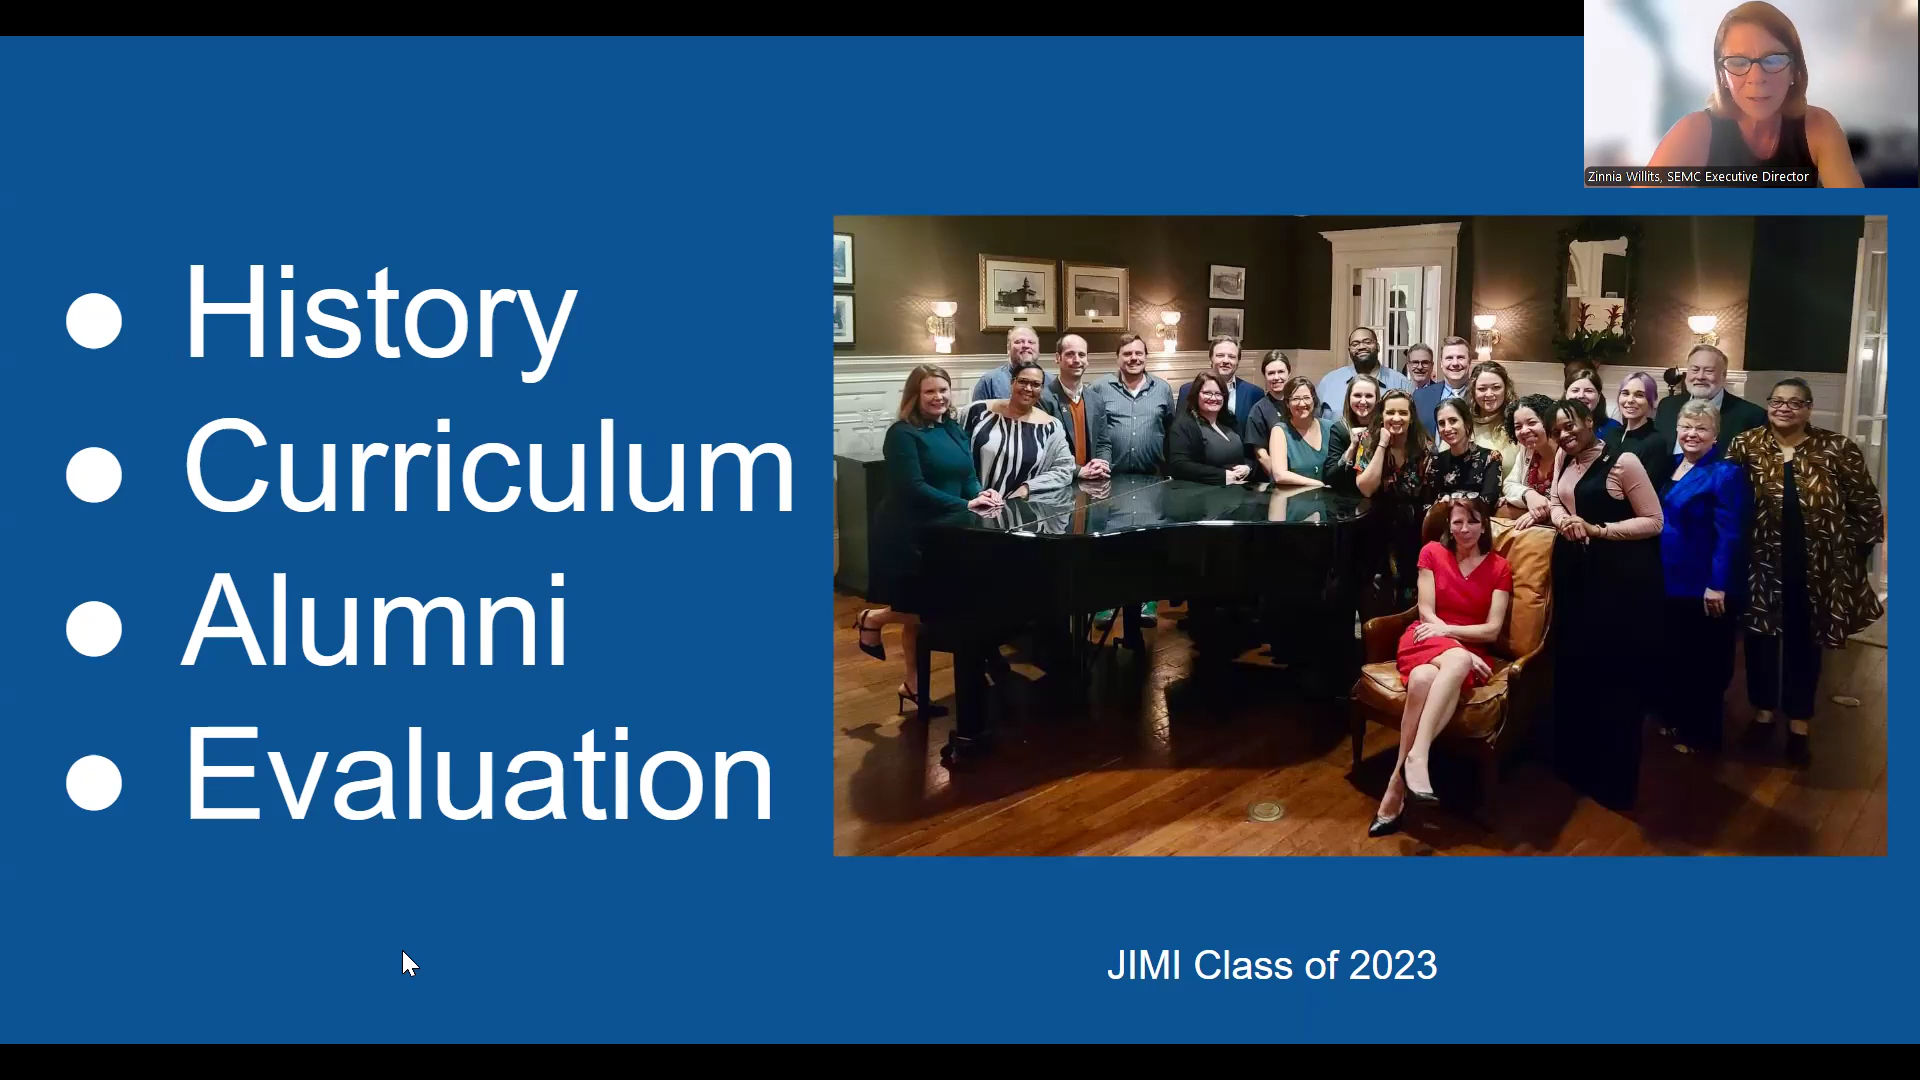 Zinnia Willits, SEMC Executive Director
● History
● Curriculum
● Alumni
● Evaluation
JIMI Class of 2023